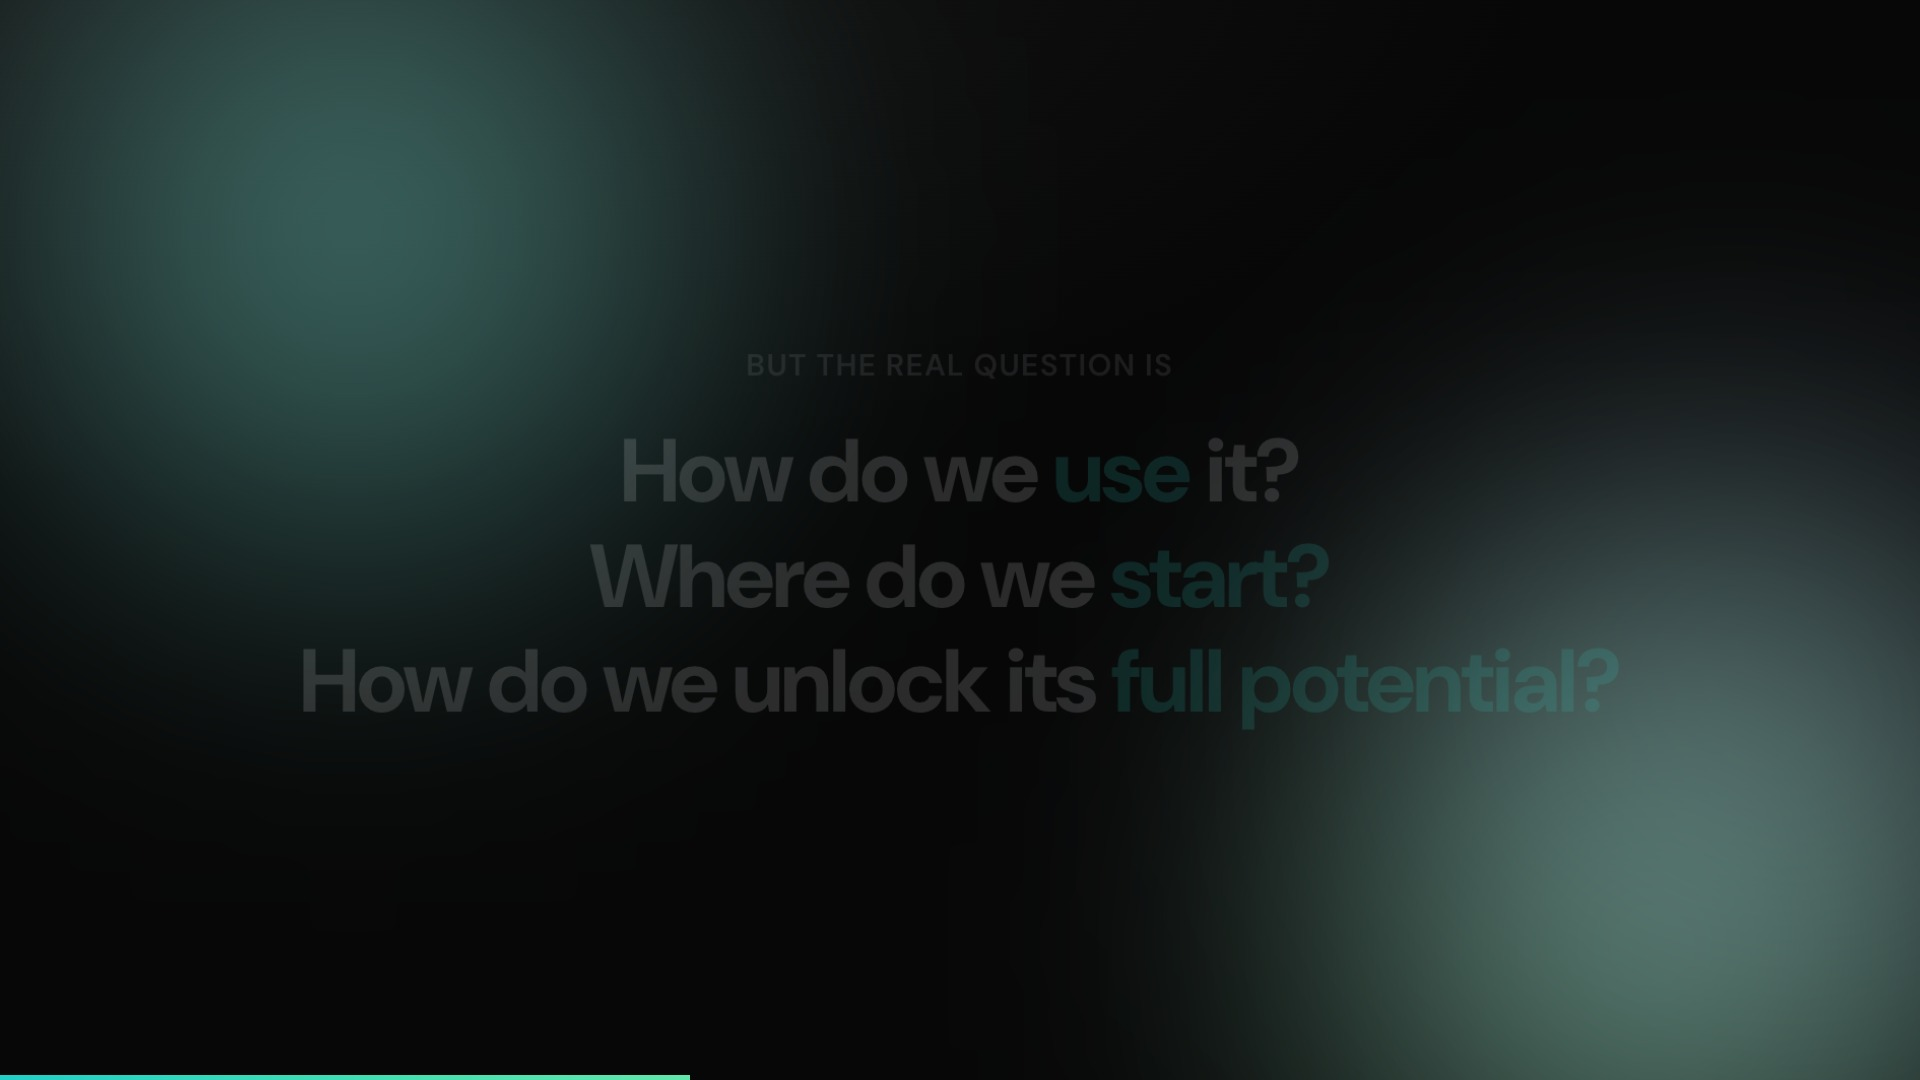 BUT THE REAL QUESTION IS
How do we use it?
Where do we start?
How do we unlock its full potential?